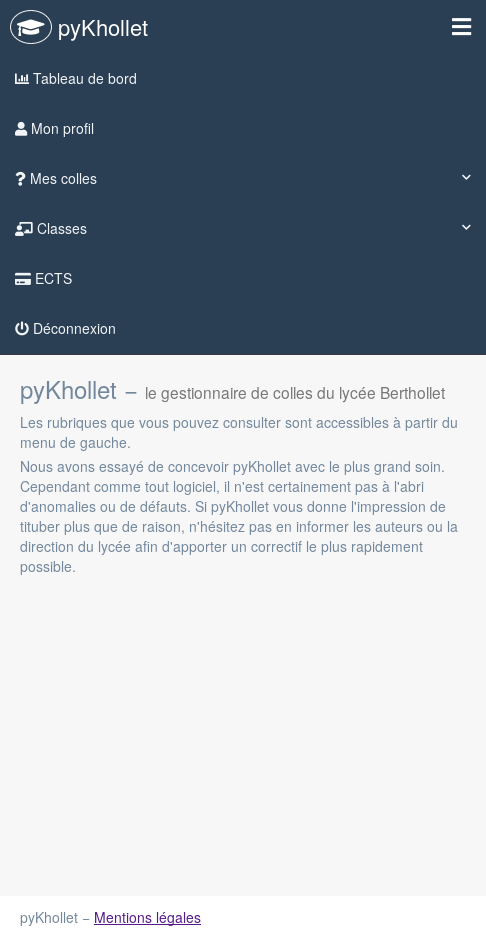 pyKhollet
Tableau de bord
Mon profil
Mes colles
Classes
ECTS
Déconnexion
pyKhollet – le gestionnaire de colles du lycée Berthollet
Les rubriques que vous pouvez consulter sont accessibles à partir du
menu de gauche.
Nous avons essayé de concevoir pyKhollet avec le plus grand soin.
Cependant comme tout logiciel, il n'est certainement pas à l'abri
d'anomalies ou de défauts. Si pyKhollet vous donne l'impression de
tituber plus que de raison, n'hésitez pas en informer les auteurs ou la
direction du lycée afin d'apporter un correctif le plus rapidement
possible.
pyKhollet – Mentions légales